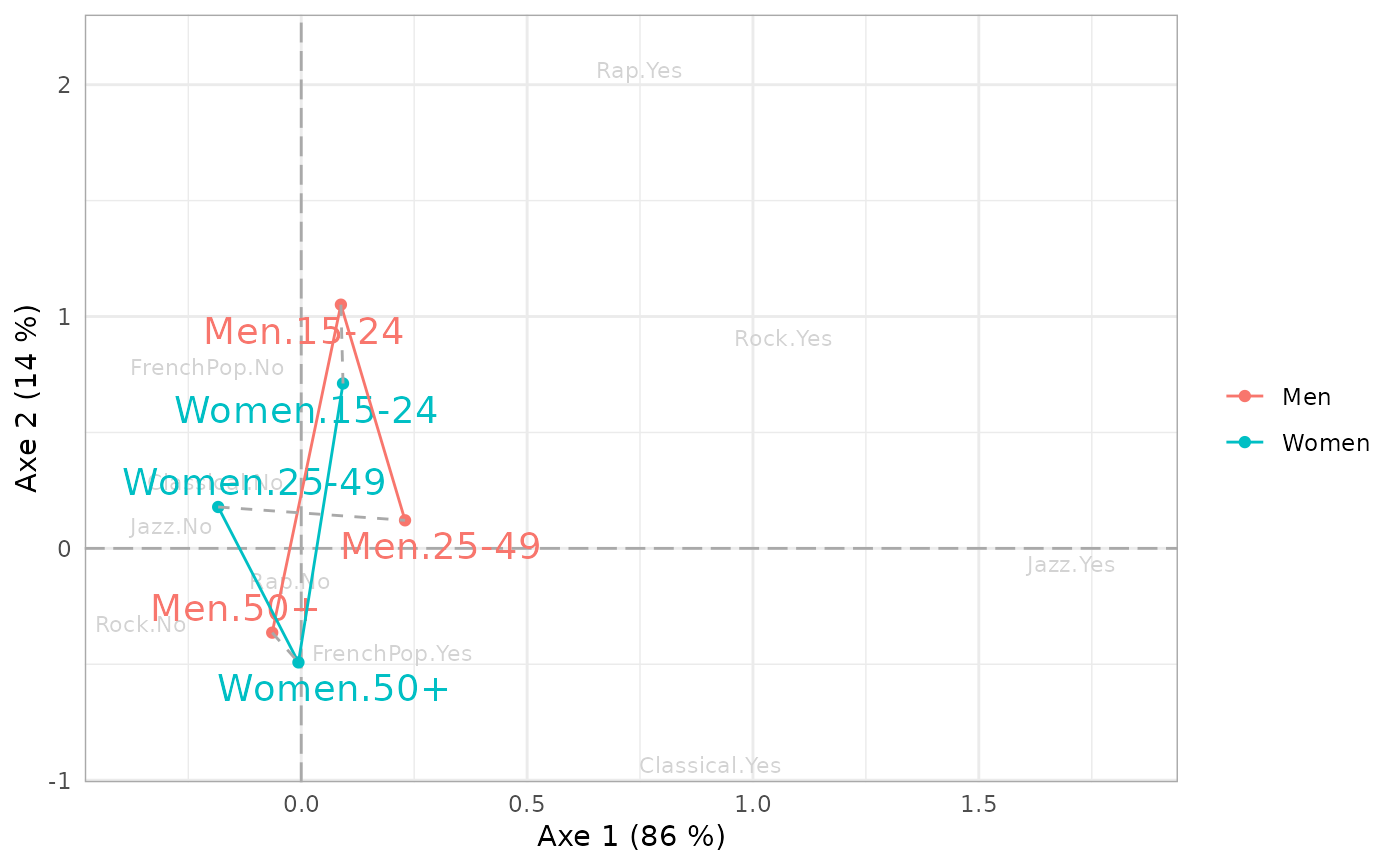 Rap.Yes
2
Men.15-24
1
Rock.Yes
FrenchPop.No
Women.15-24
Men
Women
Women.25-49
Classical.No
Jazz.No
Men.25-49
0
Jazz.Yes
Rap.No
Men.50+
Rock.No
FrenchPop.Yes
Women.50+
Classical.Yes
-1
0.0 0.5 1.0 1.5
Axe 1 (86 %)
Axe 2 (14 %)